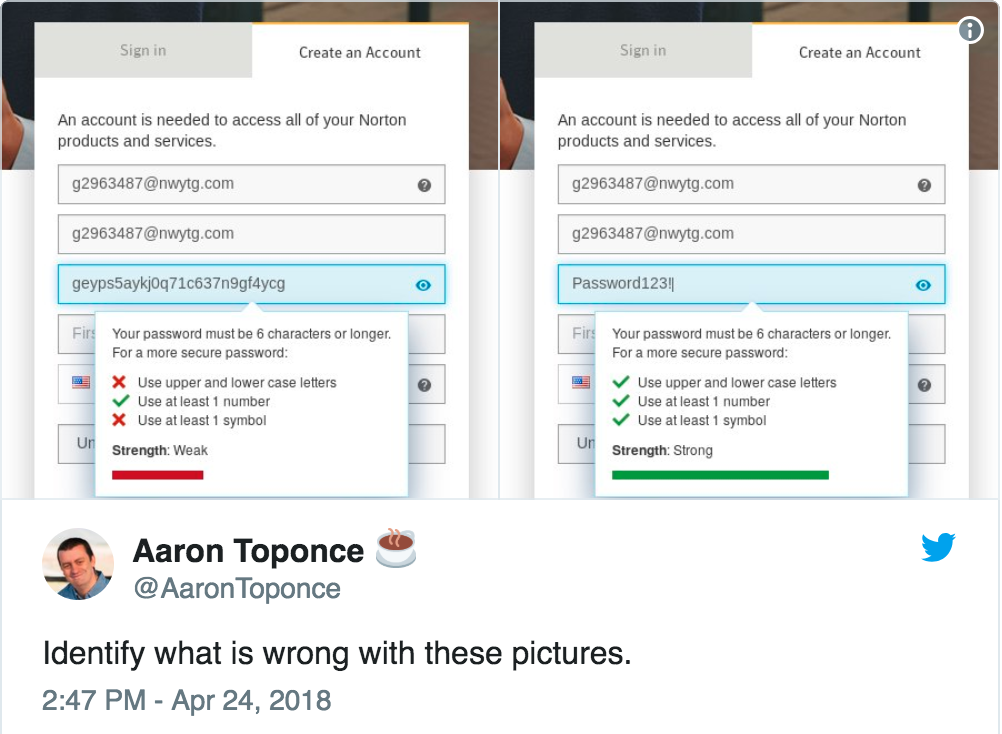 Sign in
Create an Account
An account is needed to access all of your Norton
products and services.
g2963487@nwytg.com
g2963487@nwytg.com
geyps5aykj0q71c637n9gf4ycg
Firs
Your password must be 6 characters or longer.
For a more secure password:
Use upper and lower case letters
Use at least 1 number
Use at least 1 symbol
Un
Strength: Weak
Sign in
Create an Account
An account is needed to access all of your Norton
products and services.
g2963487@nwytg.com
g2963487@nwytg.com
Password123!
Firs
Your password must be 6 characters or longer.
For a more secure password:
Use upper and lower case letters
Use at least 1 number
Use at least 1 symbol
Un
Strength: Strong
Aaron Toponce
@AaronToponce
Identify what is wrong with these pictures.
2:47 PM - Apr 24, 2018